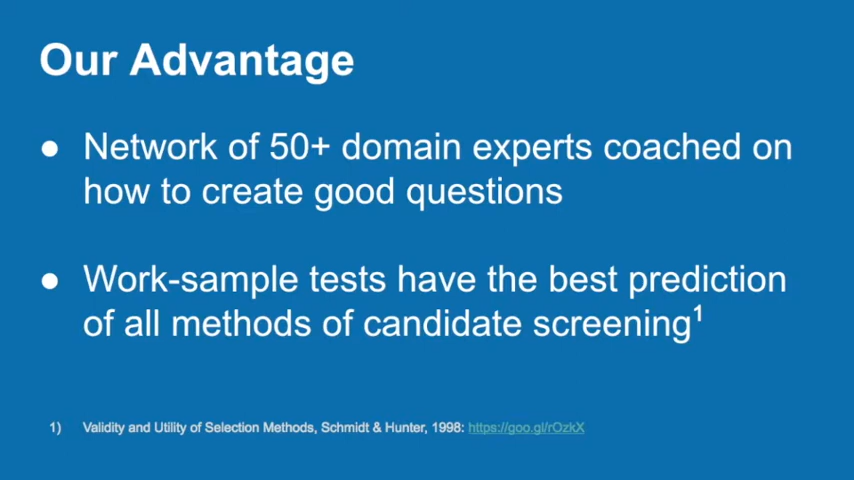 Our Advantage
● Network of 50+ domain experts coached on
how to create good questions
● Work-sample tests have the best prediction
of all methods of candidate screening¹
1) Validity and Utility of Selection Methods, Schmidt & Hunter, 1998: https://goo.gl/rOzkX